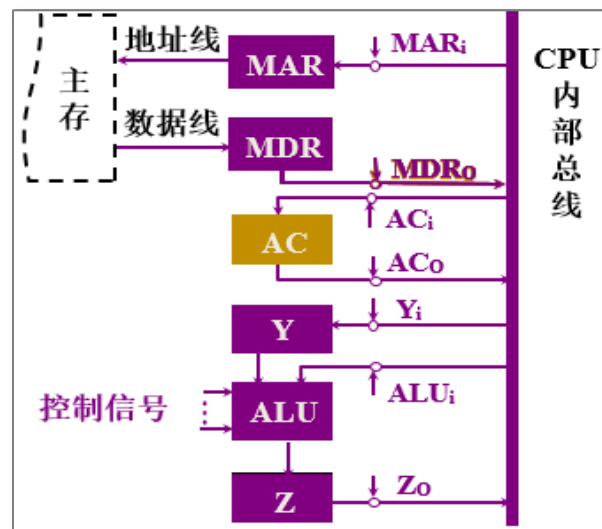 主存
地址线
MAR
MARi
CPU
内部总线
数据线
MDR
MDRO
AC
ACi
ACO
Y
Yi
控制信号
ALU
ALUi
Z
ZO